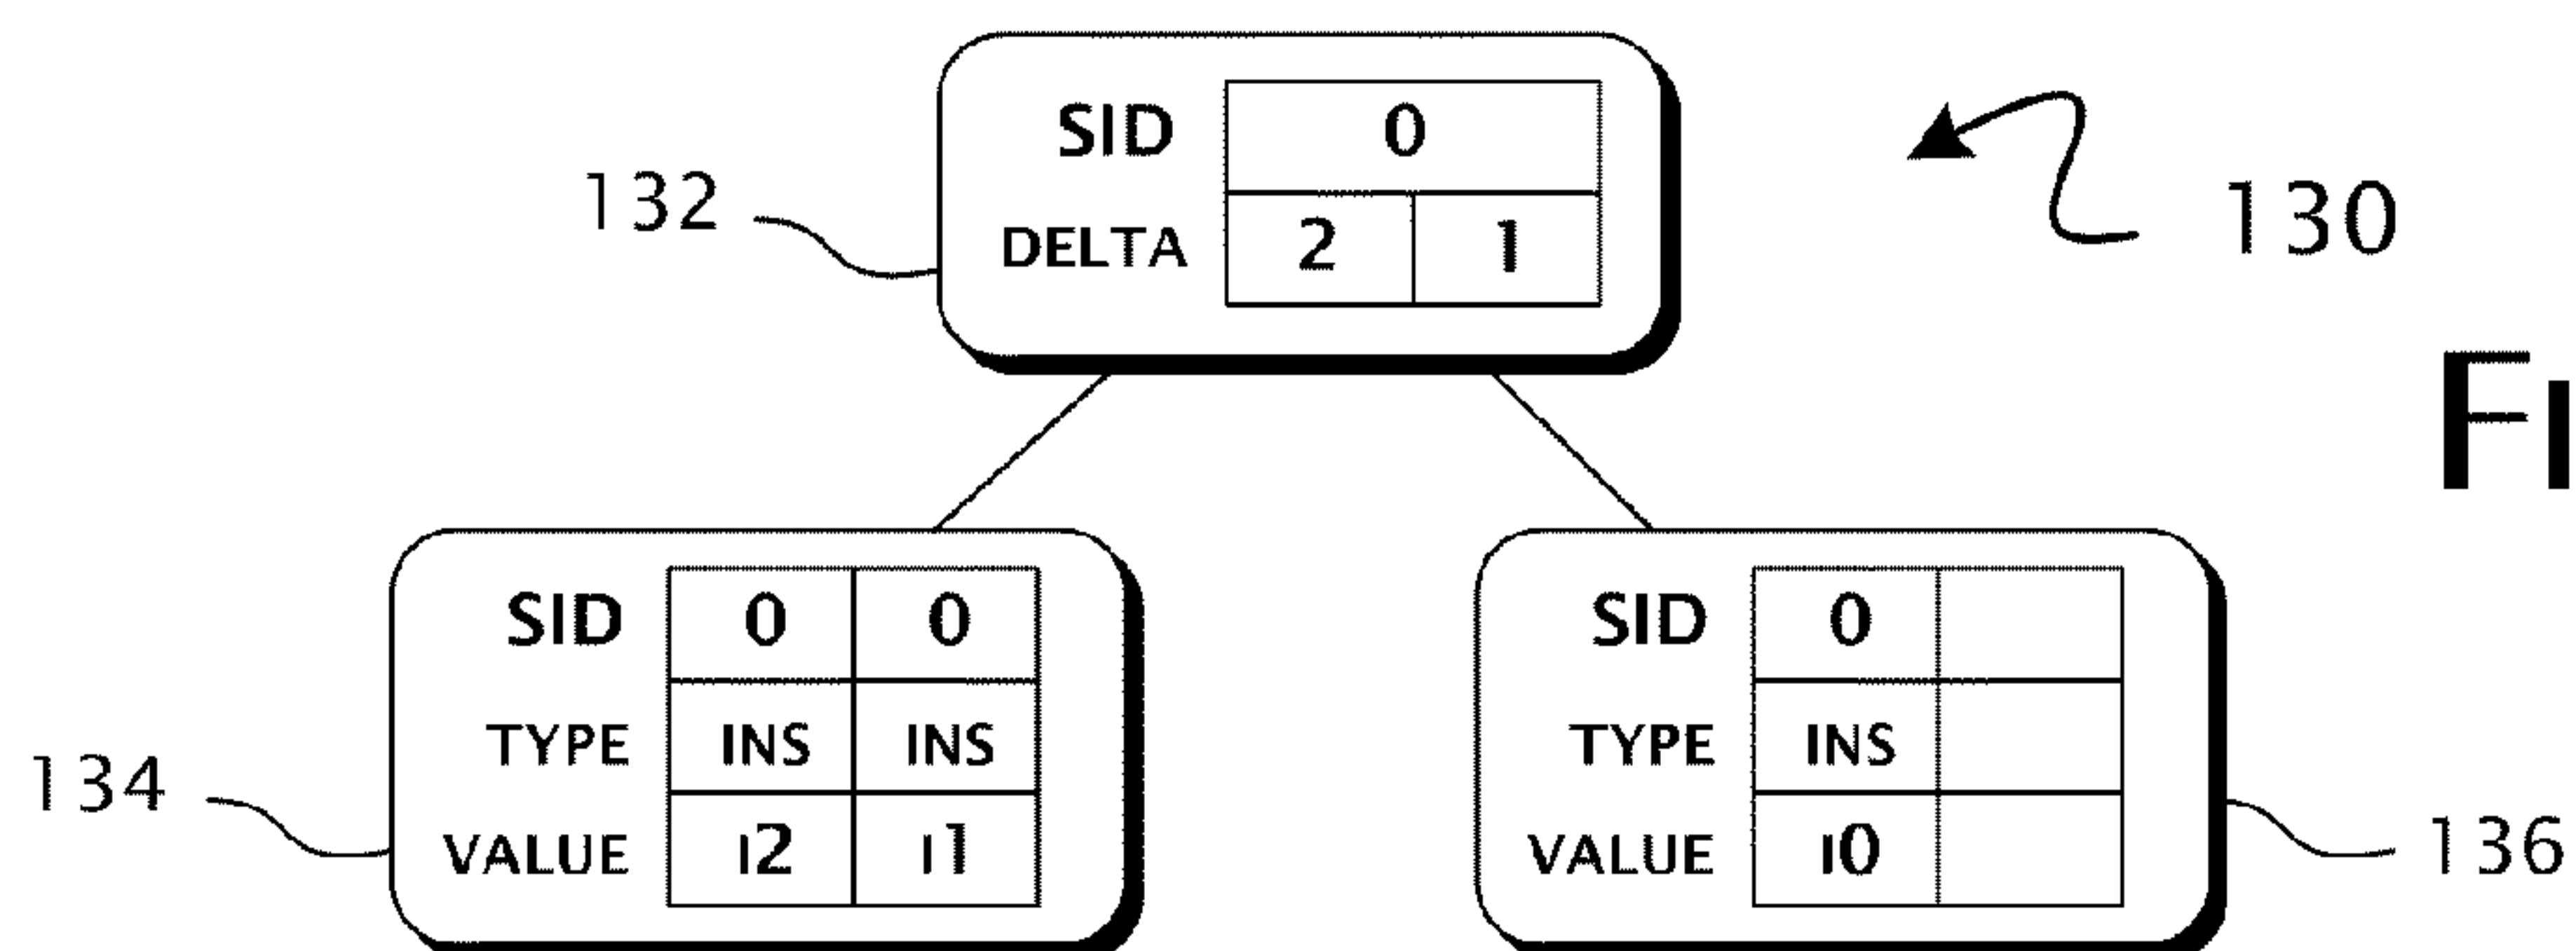 SID 0
132
DELTA 2 1
130
FI
SID 0 0
TYPE INS INS
134
VALUE i2 i1
SID 0
TYPE INS
VALUE i0
136